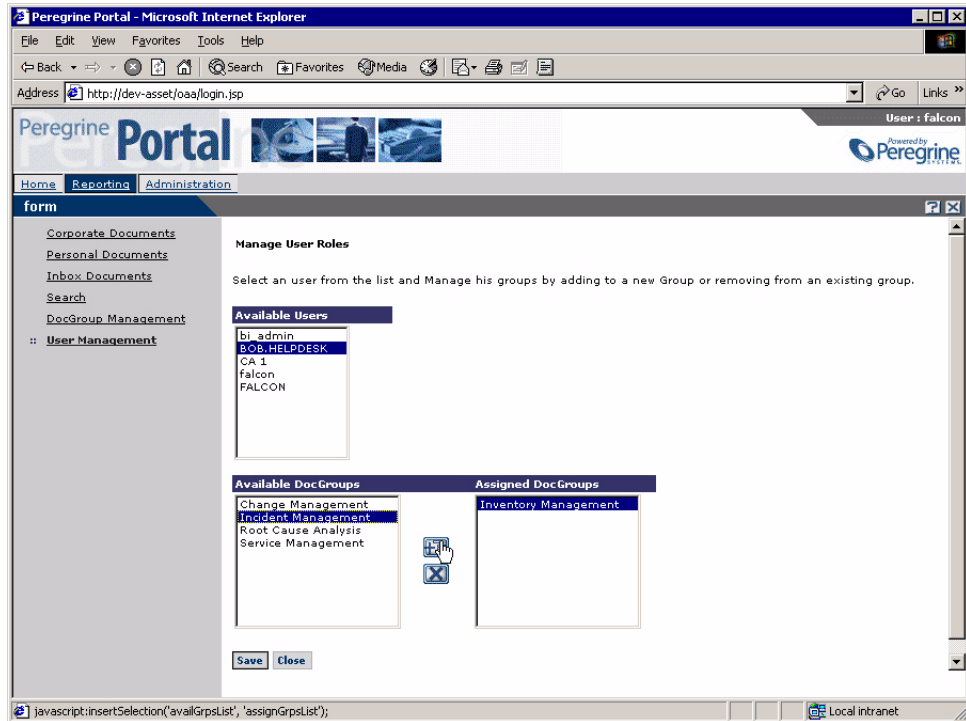 Peregrine Portal - Microsoft Internet Explorer
File Edit View Favorites Tools Help
Back Search Favorites Media
Address http://dev-asset/oaa/login.jsp Go Links »
Peregrine Portal
User : falcon
Powered by
Peregrine
SYSTEMS
Home Reporting Administration
form
Corporate Documents
Personal Documents
Inbox Documents
Search
DocGroup Management
:: User Management
Manage User Roles
Select an user from the list and Manage his groups by adding to a new Group or removing from an existing group.
Available Users
bi_admin
BOB.HELPDESK
CA 1
falcon
FALCON
Available DocGroups Assigned DocGroups
Change Management
Incident Management
Root Cause Analysis
Service Management
Inventory Management
Save Close
javascript:insertSelection('availGrpsList', 'assignGrpsList'); Local intranet